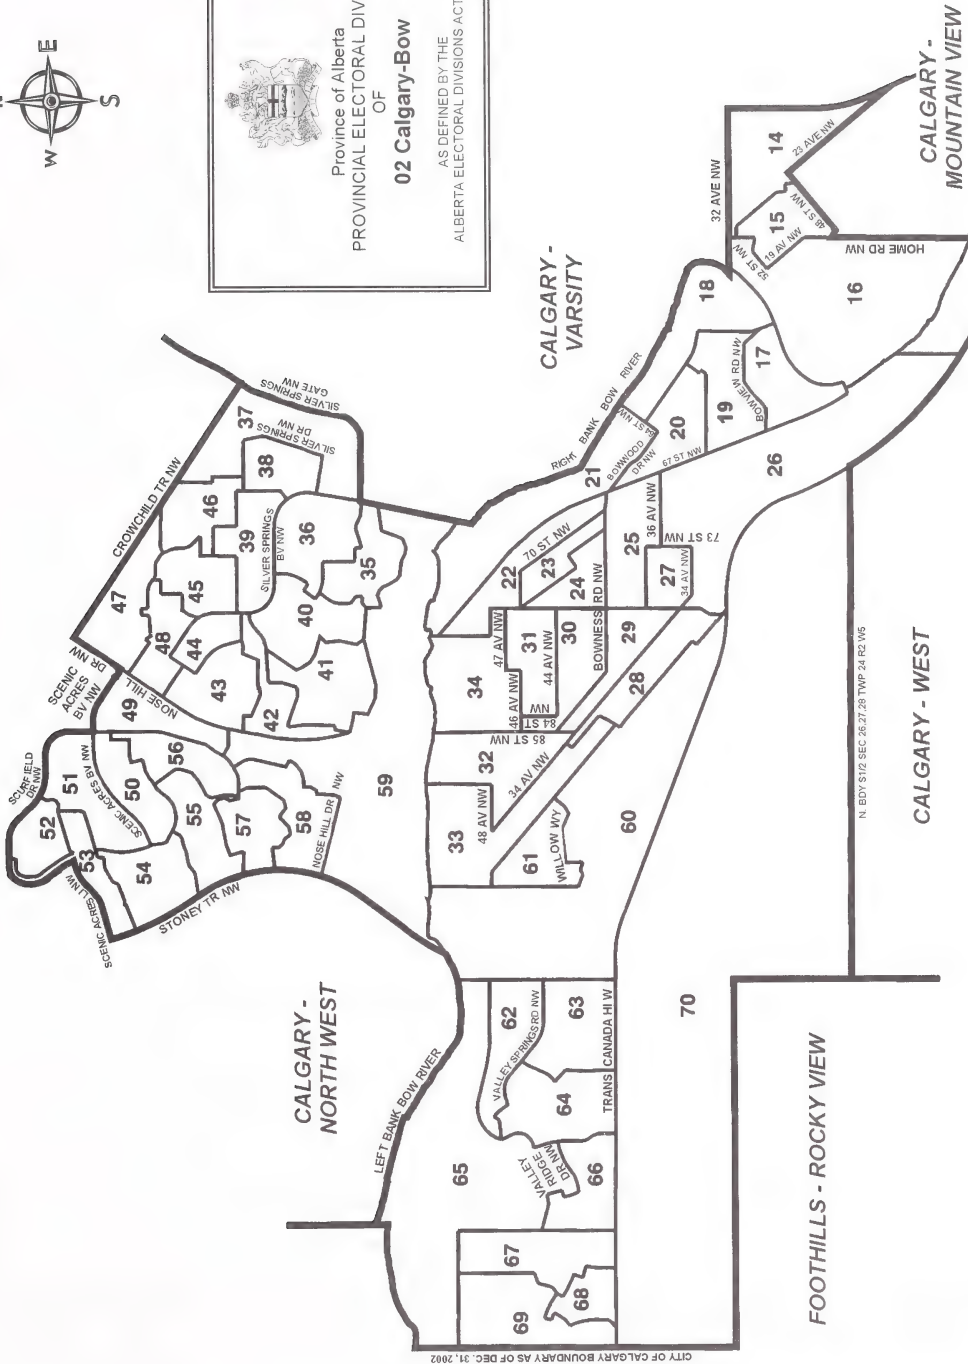 W
E
S
Province of Alberta
PROVINCIAL ELECTORAL DIV
OF
02 Calgary-Bow
AS DEFINED BY THE
ALBERTA ELECTORAL DIVISIONS ACT
CALGARY -
NORTH WEST
CALGARY -
VARSITY
CALGARY -
MOUNTAIN VIEW
CALGARY - WEST
FOOTHILLS - ROCKY VIEW
SCURFIELD
DR NW
SCENIC
ACRES
BV NW
DR NW
NOSE HILL
CROWCHILD TR NW
SILVER SPRINGS
GATE NW
SILVER SPRINGS
DR NW
SILVER SPRINGS
BV NW
SCENIC ACRES BV NW
SCENIC ACRES LI NW
STONEY TR NW
NOSE HILL DR NW
LEFT BANK BOW RIVER
RIGHT BANK BOW RIVER
32 AVE NW
23 AVE NW
48 ST NW
19 AV NW
52 ST NW
HOME RD NW
BOWVIEW RD NW
64 ST NW
BOWWOOD
DR NW
67 ST NW
70 ST NW
36 AV NW
73 ST NW
34 AV NW
BOWNESS RD NW
47 AV NW
46 AV NW
44 AV NW
84 ST NW
85 ST NW
34 AV NW
48 AV NW
WILLOW WY
VALLEY SPRINGS RD NW
VALLEY
RIDGE
DR NW
TRANS CANADA HI W
N. BDY S1/2 SEC 26,27,28 TWP 24 R2 W5
CITY OF CALGARY BOUNDARY AS OF DEC. 31, 2002
14
15
16
17
18
19
20
21
22
23
24
25
26
27
28
29
30
31
32
33
34
35
36
37
38
39
40
41
42
43
44
45
46
47
48
49
50
51
52
53
54
55
56
57
58
59
60
61
62
63
64
65
66
67
68
69
70